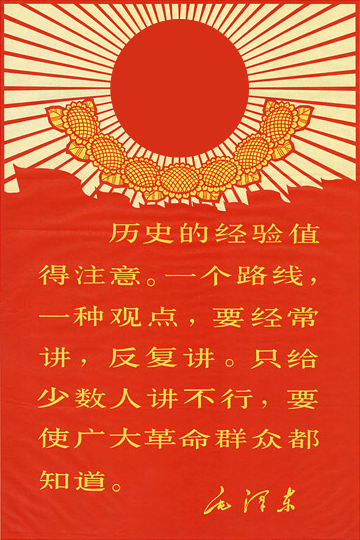 历史的经验值
得注意。一个路线，
一种观点，要经常
讲，反复讲。只给
少数人讲不行，要
使广大革命群众都
知道。
毛泽东